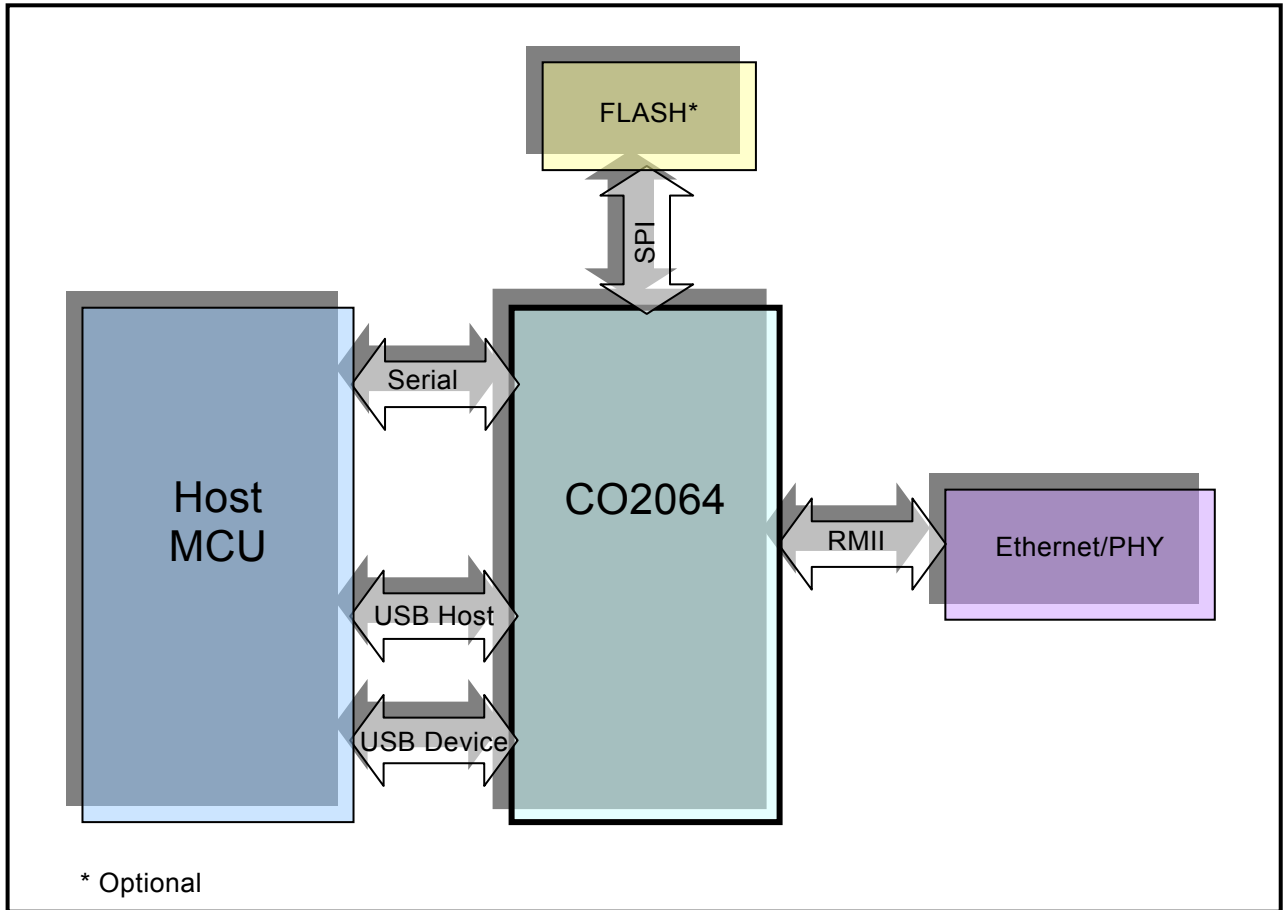 FLASH*
SPI
Serial
Host
MCU
CO2064
RMII
Ethernet/PHY
USB Host
USB Device
* Optional